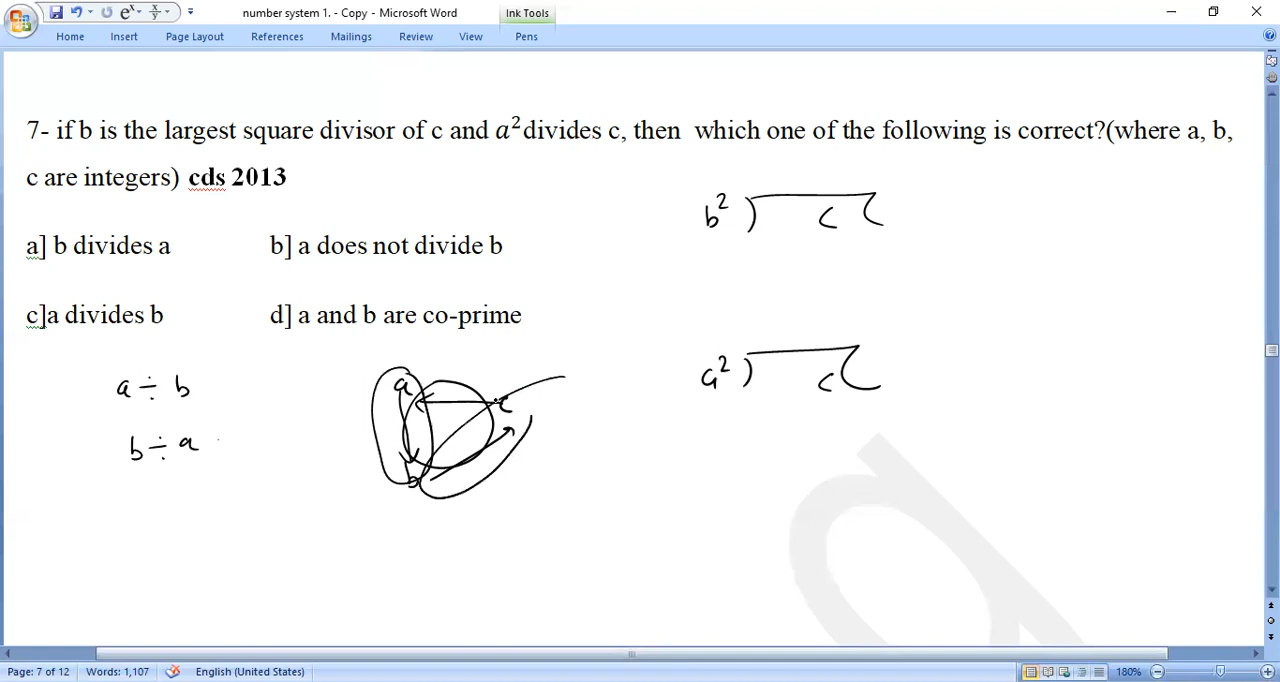 number system 1. - Copy - Microsoft Word
Ink Tools
Home Insert Page Layout References Mailings Review View Pens
7- if b is the largest square divisor of c and a² divides c, then which one of the following is correct?(where a, b,
c are integers) cds 2013
b² ) c (
a] b divides a b] a does not divide b
c]a divides b d] a and b are co-prime
a² ) c (
a ÷ b
a c
b ÷ a
b
Page: 7 of 12 Words: 1,107 English (United States) 180%